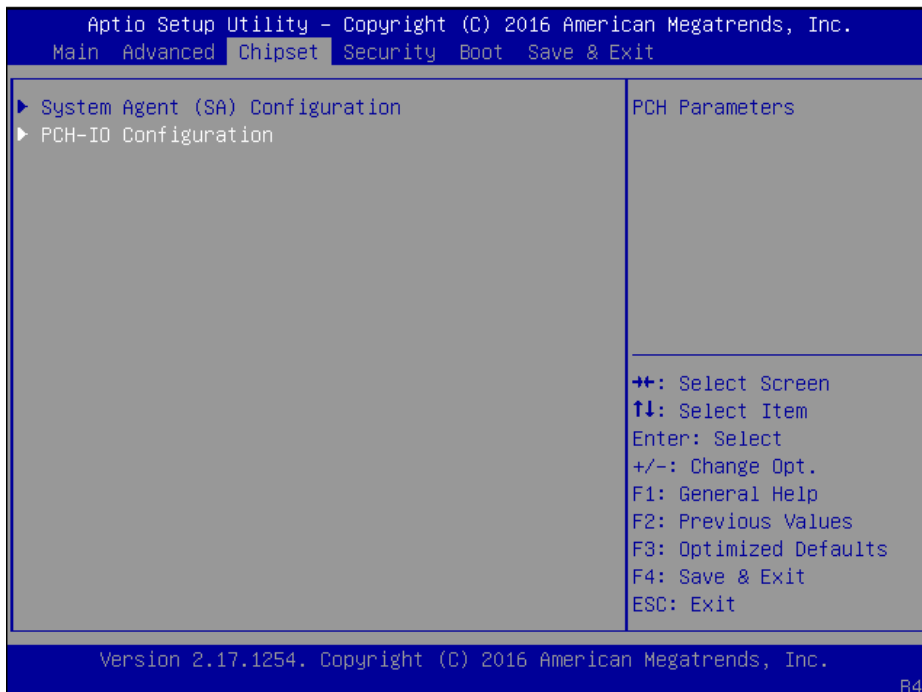 Aptio Setup Utility – Copyright (C) 2016 American Megatrends, Inc.
Main Advanced Chipset Security Boot Save & Exit
System Agent (SA) Configuration
PCH-IO Configuration
PCH Parameters
→←: Select Screen
↑↓: Select Item
Enter: Select
+/-: Change Opt.
F1: General Help
F2: Previous Values
F3: Optimized Defaults
F4: Save & Exit
ESC: Exit
Version 2.17.1254. Copyright (C) 2016 American Megatrends, Inc.
B4